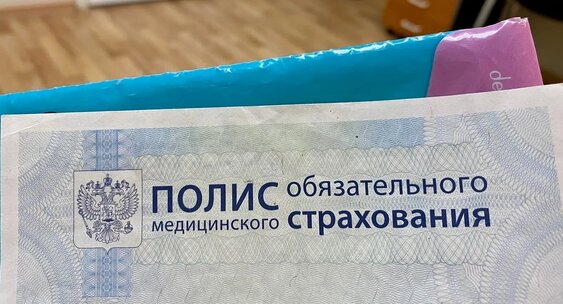 ПОЛИС обязательного
медицинского страхования